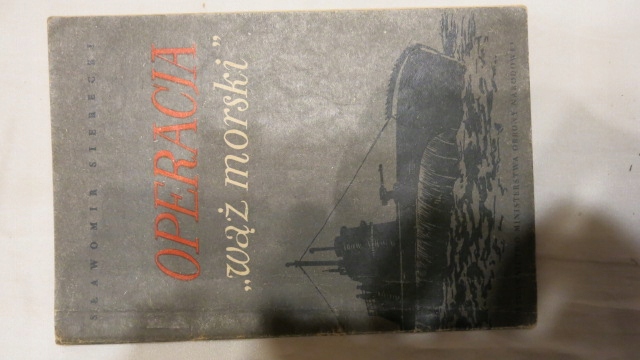 SŁAWOMIR SIERECKI
OPERACJA
„wąż morski”
MINISTERSTWA OBRONY NARODOWEJ